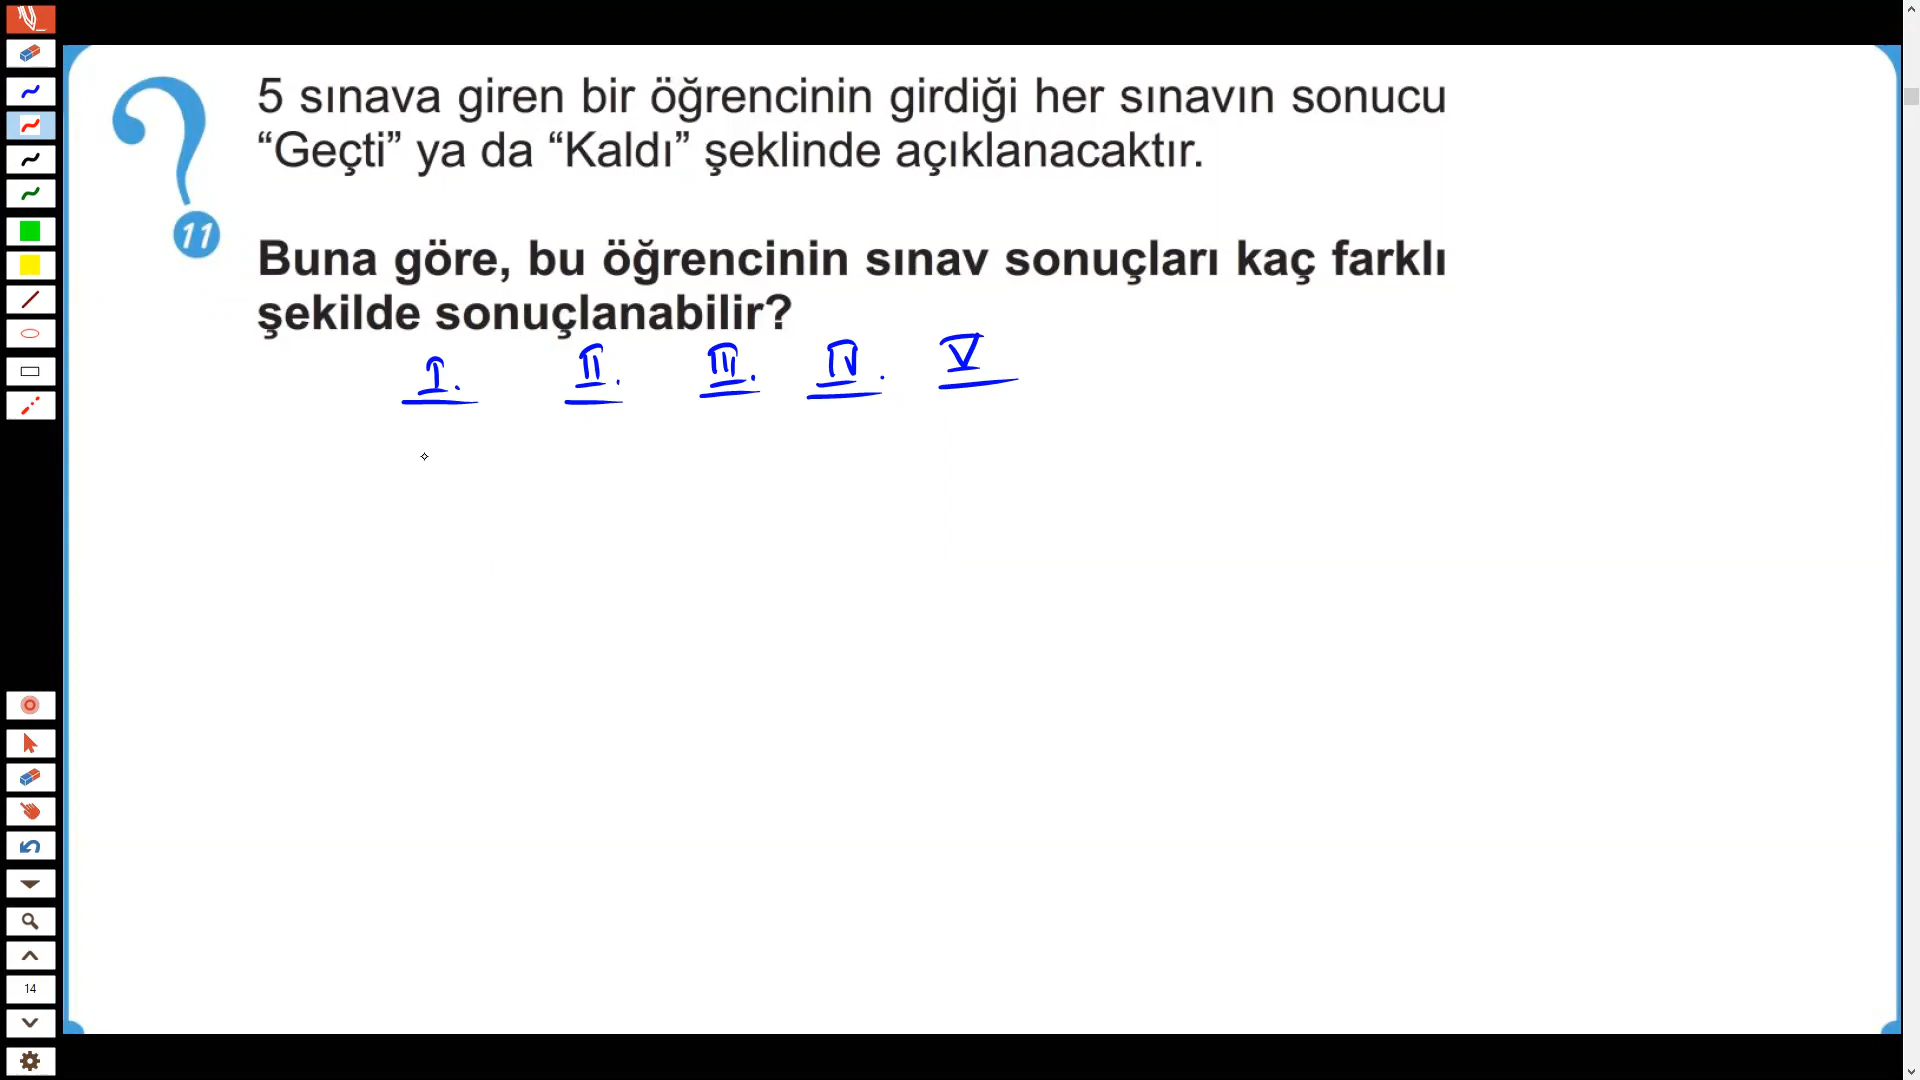 5 sınava giren bir öğrencinin girdiği her sınavın sonucu
“Geçti” ya da “Kaldı” şeklinde açıklanacaktır.
11
Buna göre, bu öğrencinin sınav sonuçları kaç farklı
şekilde sonuçlanabilir?
I. II. III. IV. V
14